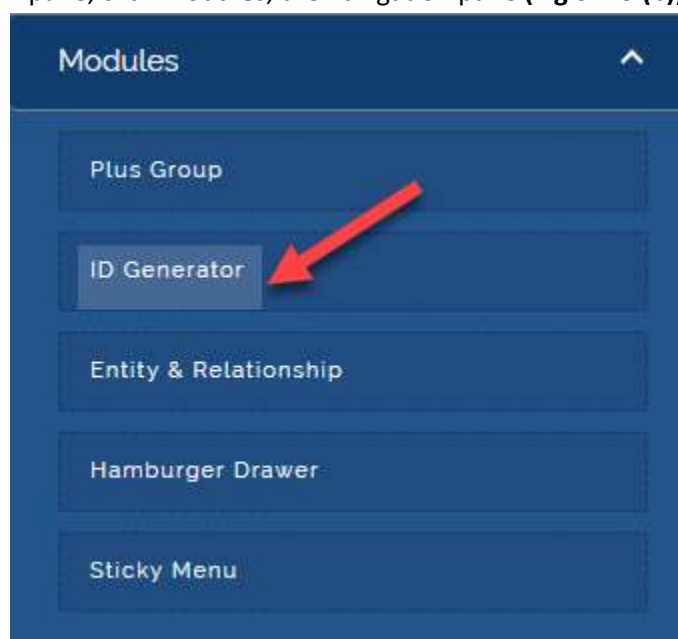 Modules
Plus Group
ID Generator
Entity & Relationship
Hamburger Drawer
Sticky Menu